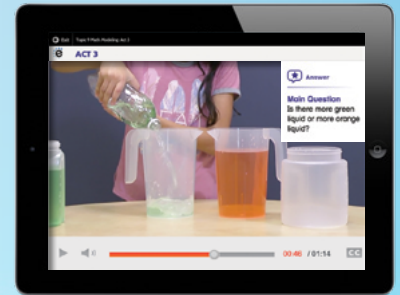 Exit Topic 9 Math Modeling: Act 3
ACT 3
Answer
Main Question
Is there more green
liquid or more orange
liquid?
00:46 / 01:14 CC